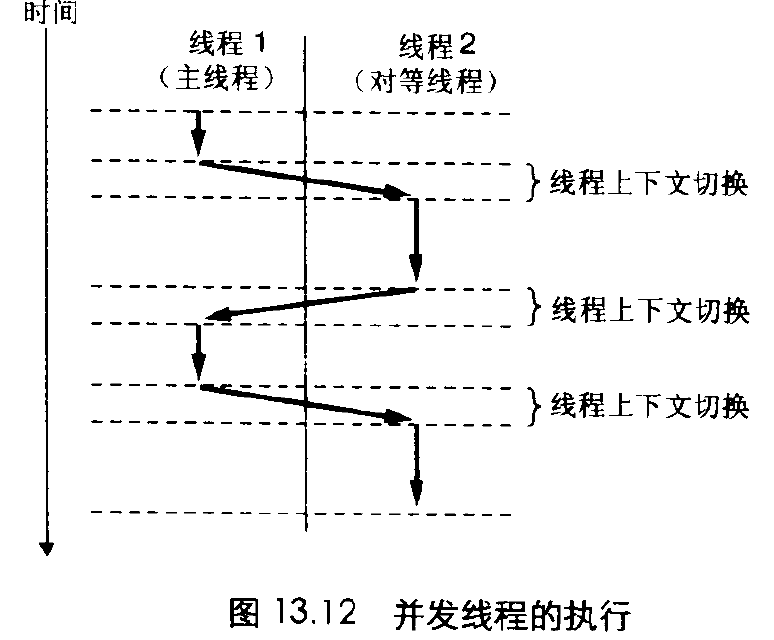 时间
线程 1
（主线程）
线程 2
（对等线程）
线程上下文切换
线程上下文切换
线程上下文切换
图 13.12 并发线程的执行